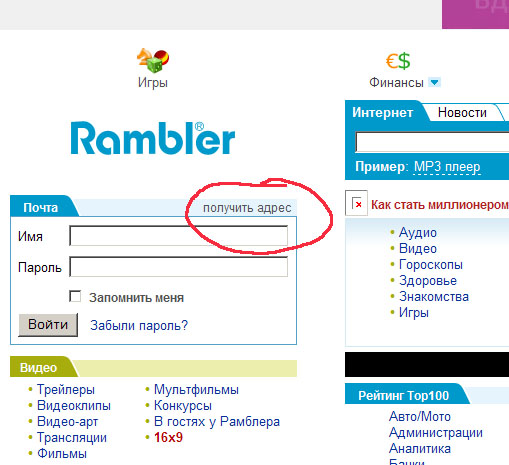 Игры
Финансы
Rambler®
Интернет
Новости
Пример: MP3 плеер
Почта
получить адрес
Имя
Пароль
Запомнить меня
Войти
Забыли пароль?
Как стать миллионером
Аудио
Видео
Гороскопы
Здоровье
Знакомства
Игры
Видео
Трейлеры
Видеоклипы
Видео-арт
Трансляции
Фильмы
Мультфильмы
Конкурсы
В гостях у Рамблера
16x9
Рейтинг Top100
Авто/Мото
Администрации
Аналитика
Банки